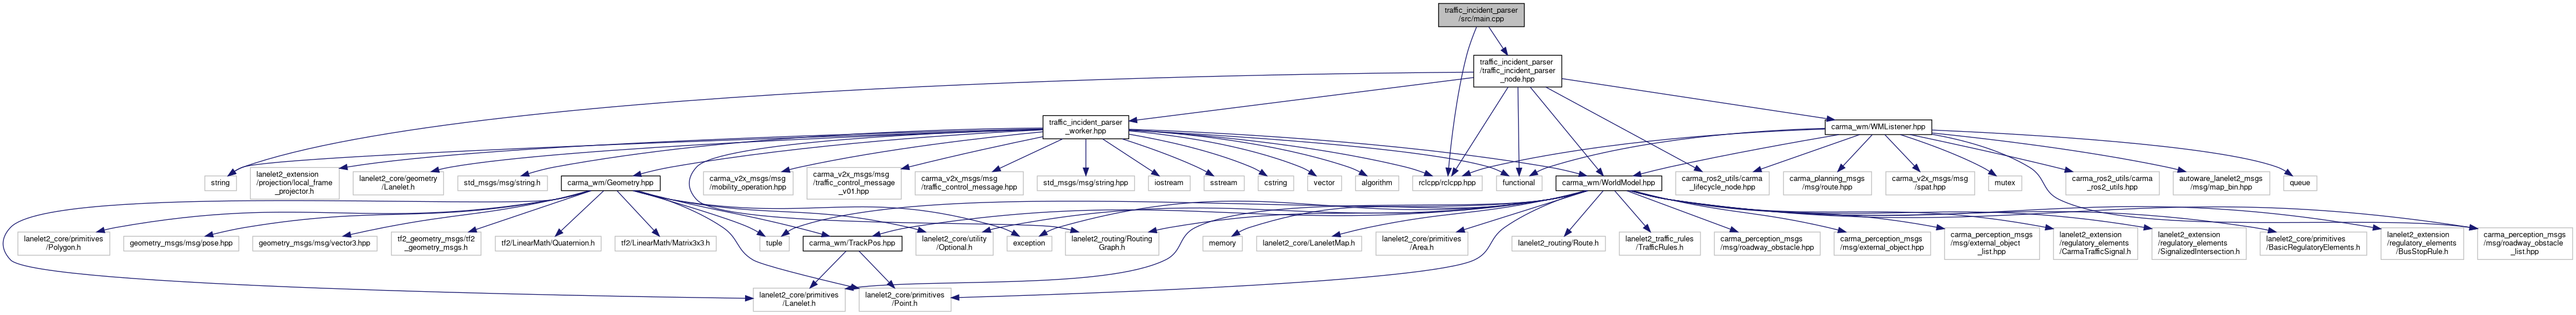 traffic_incident_parser
/src/main.cpp
traffic_incident_parser
/traffic_incident_parser
_node.hpp
traffic_incident_parser
_worker.hpp
carma_wm/WMListener.hpp
string
lanelet2_extension
/projection/local_frame
_projector.h
lanelet2_core/geometry
/Lanelet.h
std_msgs/msg/string.h
carma_wm/Geometry.hpp
carma_v2x_msgs/msg
/mobility_operation.hpp
carma_v2x_msgs/msg
/traffic_control_message
_v01.hpp
carma_v2x_msgs/msg
/traffic_control_message.hpp
std_msgs/msg/string.hpp
iostream
sstream
cstring
vector
algorithm
rclcpp/rclcpp.hpp
functional
carma_wm/WorldModel.hpp
carma_ros2_utils/carma
_lifecycle_node.hpp
carma_planning_msgs
/msg/route.hpp
carma_v2x_msgs/msg
/spat.hpp
mutex
carma_ros2_utils/carma
_ros2_utils.hpp
autoware_lanelet2_msgs
/msg/map_bin.hpp
queue
lanelet2_core/primitives
/Polygon.h
geometry_msgs/msg/pose.hpp
geometry_msgs/msg/vector3.hpp
tf2_geometry_msgs/tf2
_geometry_msgs.h
tf2/LinearMath/Quaternion.h
tf2/LinearMath/Matrix3x3.h
tuple
carma_wm/TrackPos.hpp
lanelet2_core/utility
/Optional.h
exception
lanelet2_routing/Routing
Graph.h
memory
lanelet2_core/LaneletMap.h
lanelet2_core/primitives
/Area.h
lanelet2_routing/Route.h
lanelet2_traffic_rules
/TrafficRules.h
carma_perception_msgs
/msg/roadway_obstacle.hpp
carma_perception_msgs
/msg/external_object.hpp
carma_perception_msgs
/msg/external_object
_list.hpp
lanelet2_extension
/regulatory_elements
/CarmaTrafficSignal.h
lanelet2_extension
/regulatory_elements
/SignalizedIntersection.h
lanelet2_core/primitives
/BasicRegulatoryElements.h
lanelet2_extension
/regulatory_elements
/BusStopRule.h
carma_perception_msgs
/msg/roadway_obstacle
_list.hpp
lanelet2_core/primitives
/Lanelet.h
lanelet2_core/primitives
/Point.h